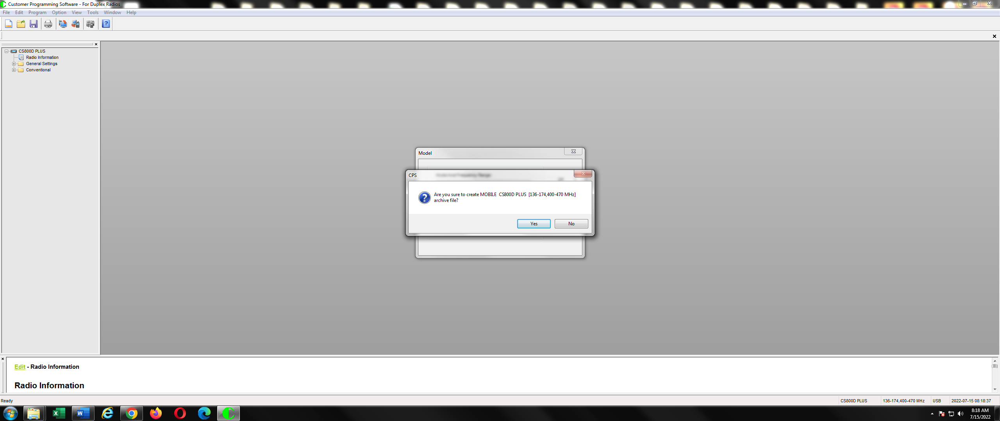 Customer Programming Software - For Duplex Radios
File Edit Program Option View Tools Window Help
CS800D PLUS
Radio Information
General Settings
Conventional
Model
CPS
Are you sure to create MOBILE  CS800D PLUS  [136-174,400-470 MHz]
archive file?
Yes No
Edit - Radio Information
Radio Information
Ready CS800D PLUS 136-174,400-470 MHz USB 2022-07-15 08:18:37
8:18 AM
7/15/2022